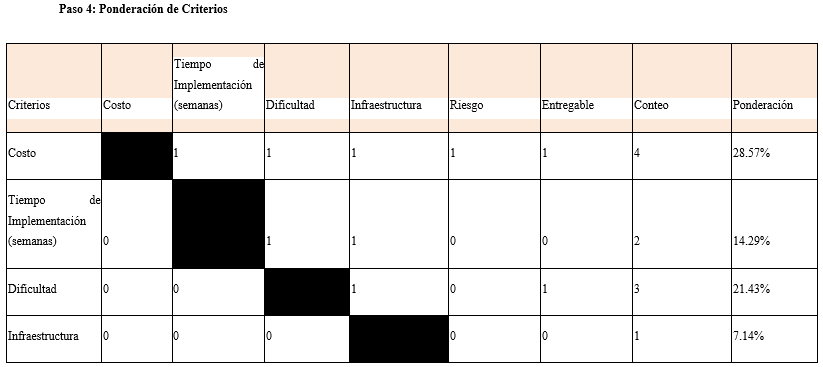 Paso 4: Ponderación de Criterios
Criterios Costo Tiempo de Implementación (semanas) Dificultad Infraestructura Riesgo Entregable Conteo Ponderación
Costo 1 1 1 1 1 4 28.57%
Tiempo de Implementación (semanas) 0 1 1 0 0 2 14.29%
Dificultad 0 0 1 0 1 3 21.43%
Infraestructura 0 0 0 0 0 1 7.14%